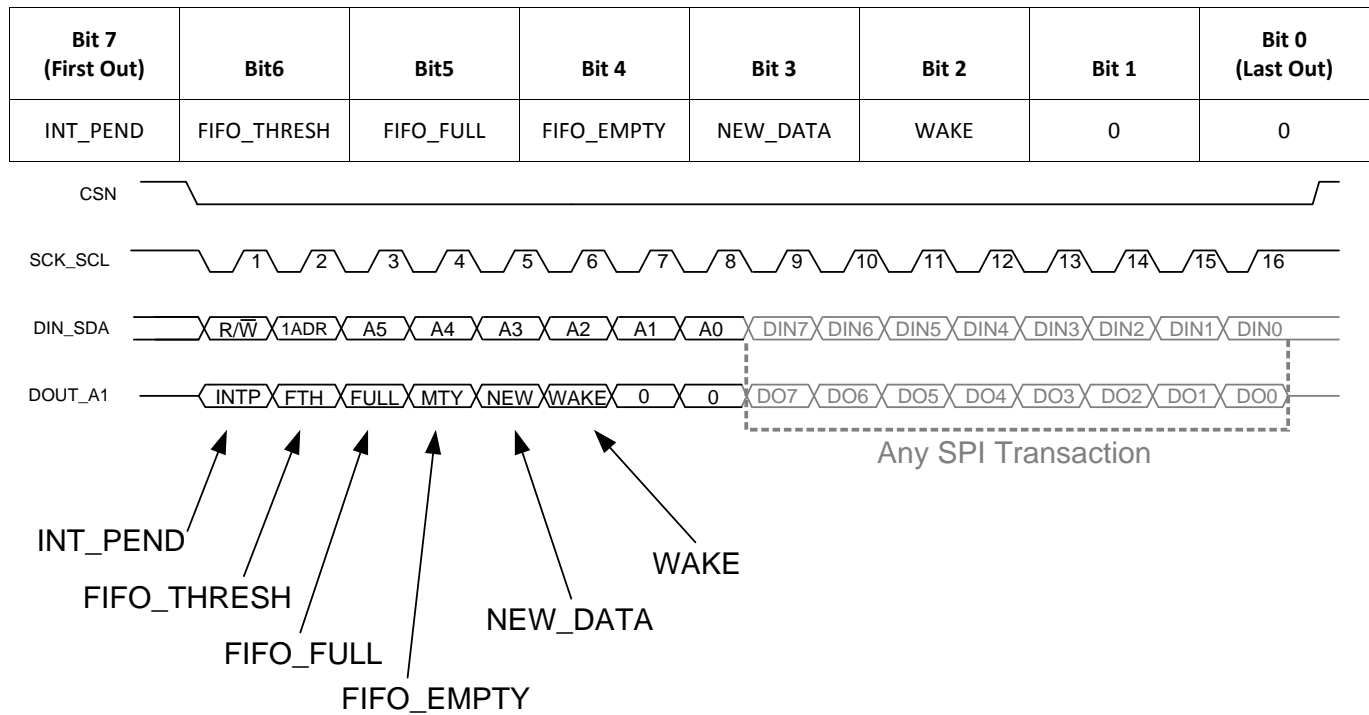 Bit 7 (First Out) Bit6 Bit5 Bit 4 Bit 3 Bit 2 Bit 1 Bit 0 (Last Out)
INT_PEND FIFO_THRESH FIFO_FULL FIFO_EMPTY NEW_DATA WAKE 0 0
CSN
SCK_SCL 1 2 3 4 5 6 7 8 9 10 11 12 13 14 15 16
DIN_SDA R/W̅ 1ADR A5 A4 A3 A2 A1 A0 DIN7 DIN6 DIN5 DIN4 DIN3 DIN2 DIN1 DIN0
DOUT_A1 INTP FTH FULL MTY NEW WAKE 0 0 DO7 DO6 DO5 DO4 DO3 DO2 DO1 DO0
Any SPI Transaction
INT_PEND
WAKE
FIFO_THRESH
NEW_DATA
FIFO_FULL
FIFO_EMPTY